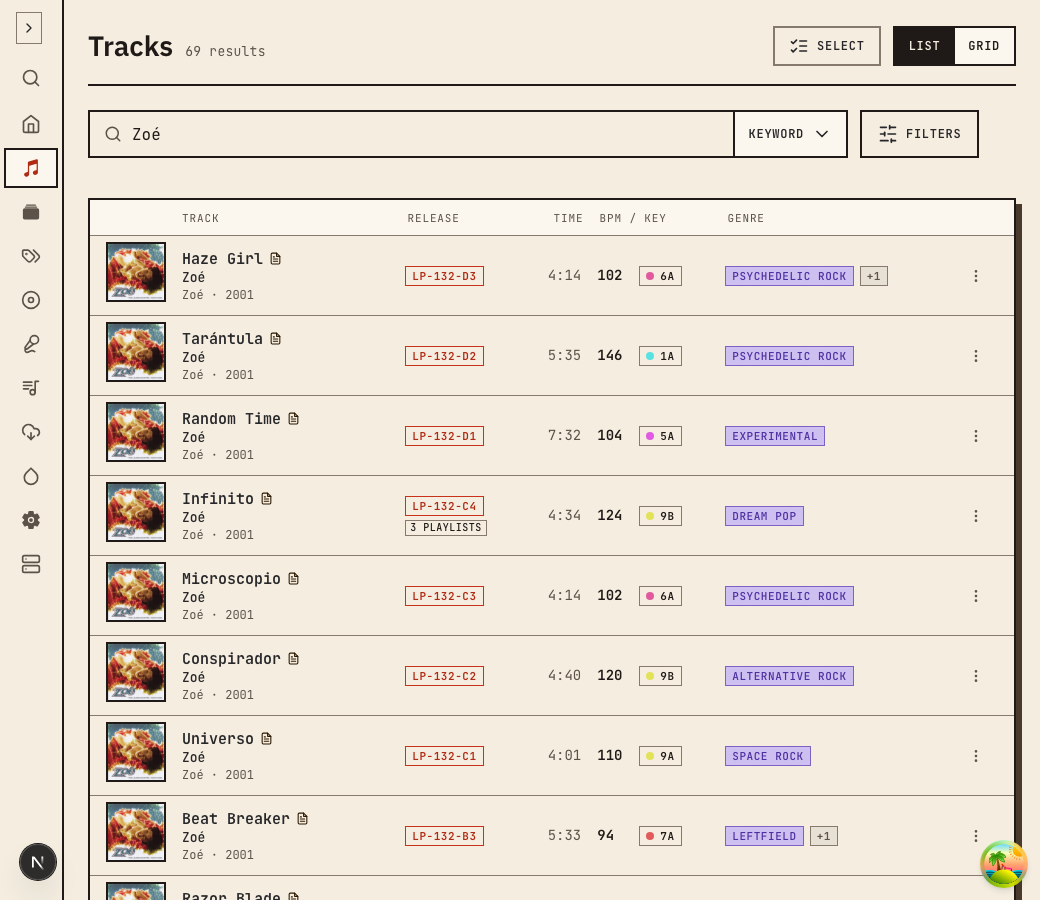 Tracks 69 results
SELECT
LIST GRID
Zoé
KEYWORD
FILTERS
TRACK RELEASE TIME BPM / KEY GENRE
Haze Girl
Zoé
Zoé · 2001
LP-132-D3 4:14 102 6A PSYCHEDELIC ROCK +1
Tarántula
Zoé
Zoé · 2001
LP-132-D2 5:35 146 1A PSYCHEDELIC ROCK
Random Time
Zoé
Zoé · 2001
LP-132-D1 7:32 104 5A EXPERIMENTAL
Infinito
Zoé
Zoé · 2001
LP-132-C4
3 PLAYLISTS
4:34 124 9B DREAM POP
Microscopio
Zoé
Zoé · 2001
LP-132-C3 4:14 102 6A PSYCHEDELIC ROCK
Conspirador
Zoé
Zoé · 2001
LP-132-C2 4:40 120 9B ALTERNATIVE ROCK
Universo
Zoé
Zoé · 2001
LP-132-C1 4:01 110 9A SPACE ROCK
Beat Breaker
Zoé
Zoé · 2001
LP-132-B3 5:33 94 7A LEFTFIELD +1
Razor Blade
N